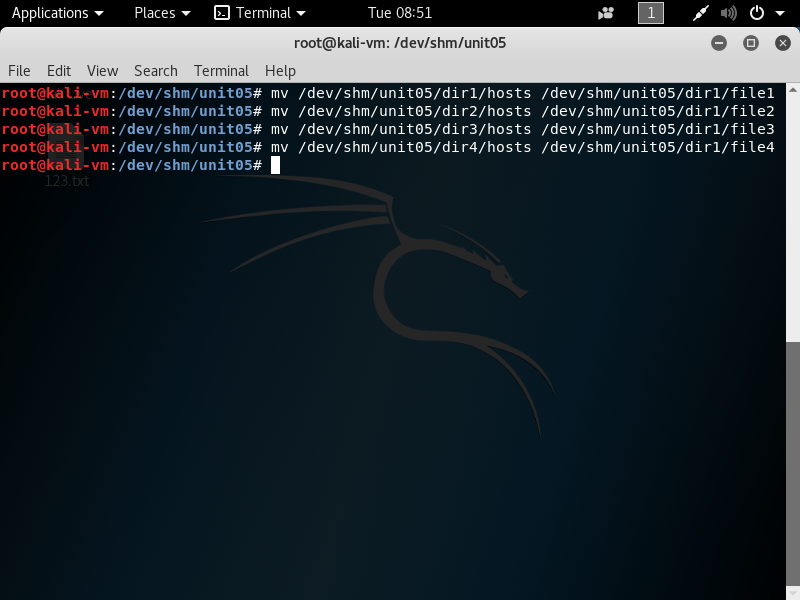 Applications Places Terminal Tue 08:51 1
root@kali-vm: /dev/shm/unit05
File Edit View Search Terminal Help
root@kali-vm:/dev/shm/unit05# mv /dev/shm/unit05/dir1/hosts /dev/shm/unit05/dir1/file1
root@kali-vm:/dev/shm/unit05# mv /dev/shm/unit05/dir2/hosts /dev/shm/unit05/dir1/file2
root@kali-vm:/dev/shm/unit05# mv /dev/shm/unit05/dir3/hosts /dev/shm/unit05/dir1/file3
root@kali-vm:/dev/shm/unit05# mv /dev/shm/unit05/dir4/hosts /dev/shm/unit05/dir1/file4
root@kali-vm:/dev/shm/unit05#
123.txt